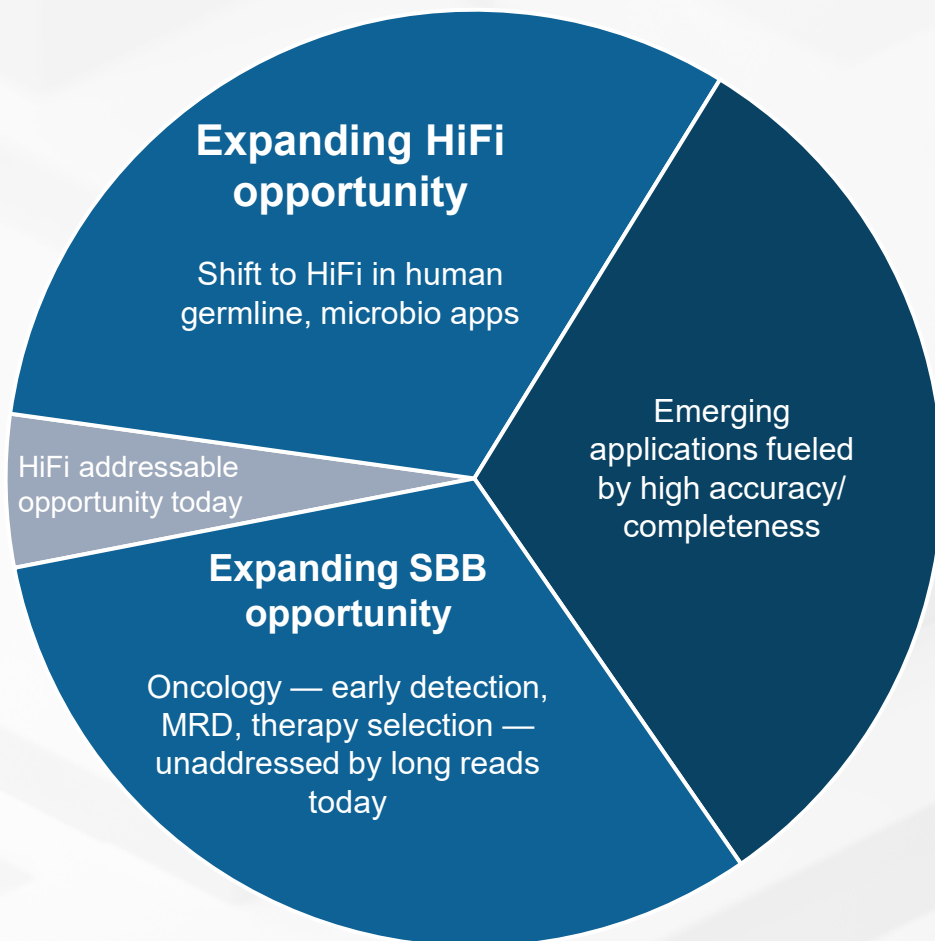 Expanding HiFi
opportunity
Shift to HiFi in human
germline, microbio apps
HiFi addressable
opportunity today
Emerging
applications fueled
by high accuracy/
completeness
Expanding SBB
opportunity
Oncology — early detection,
MRD, therapy selection —
unaddressed by long reads
today